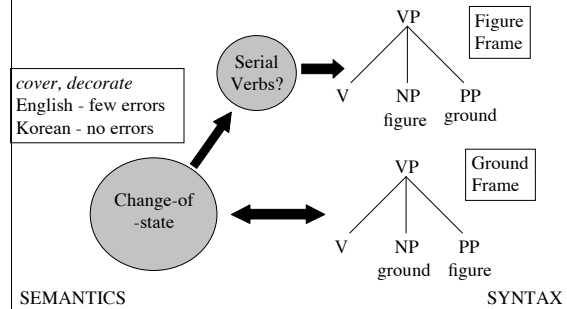 VP
Figure
Frame
Serial
Verbs?
V
NP
figure
PP
ground
cover, decorate
English - few errors
Korean - no errors
VP
Ground
Frame
Change-of
-state
V
NP
ground
PP
figure
SEMANTICS
SYNTAX